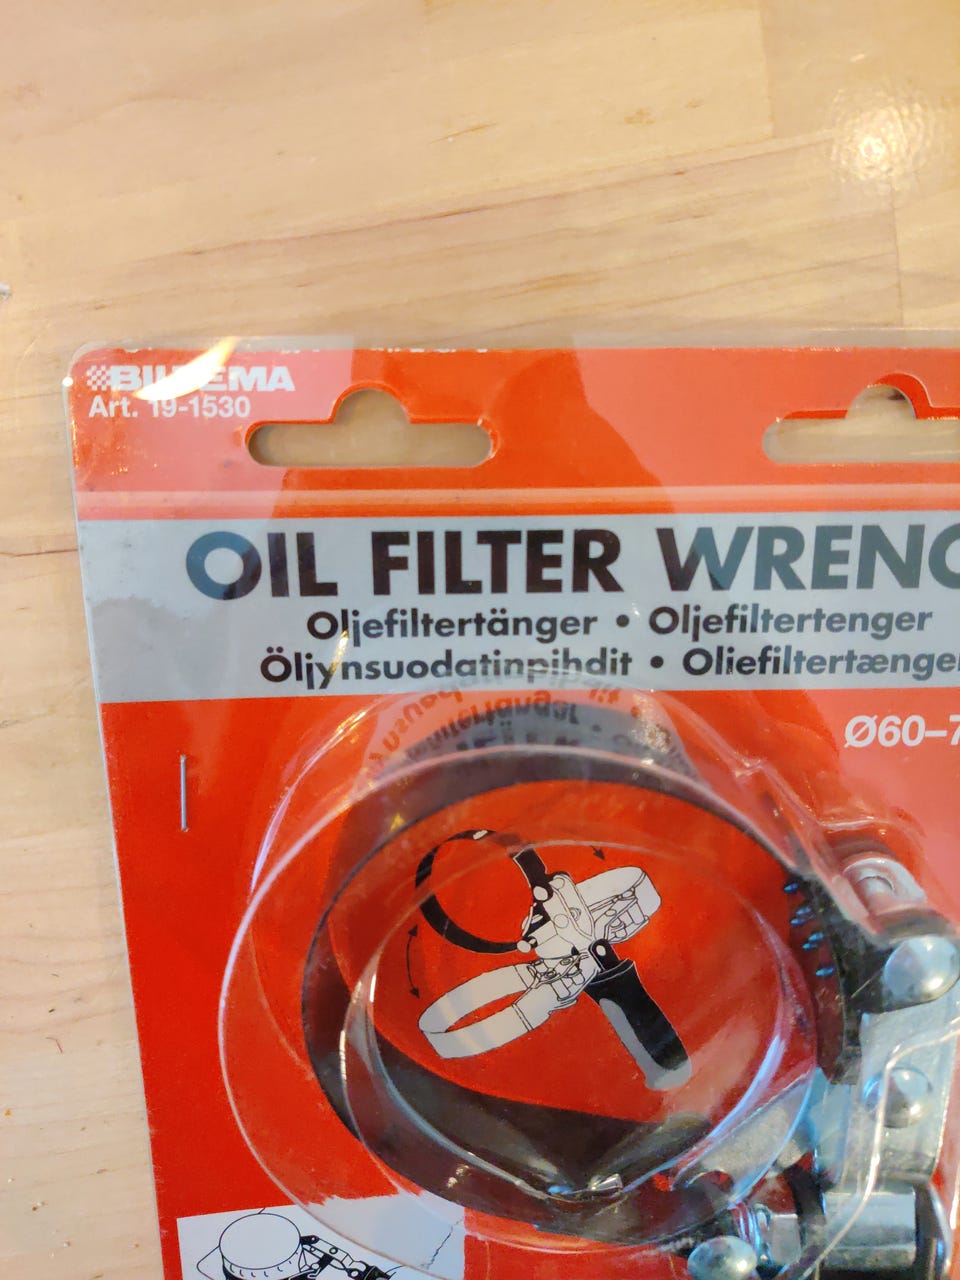 BILTEMA
Art. 19-1530
OIL FILTER WRENC
Oljefiltertänger • Oljefiltertenger
Öljynsuodatinpihdit • Oliefiltertænger
Ø60–7